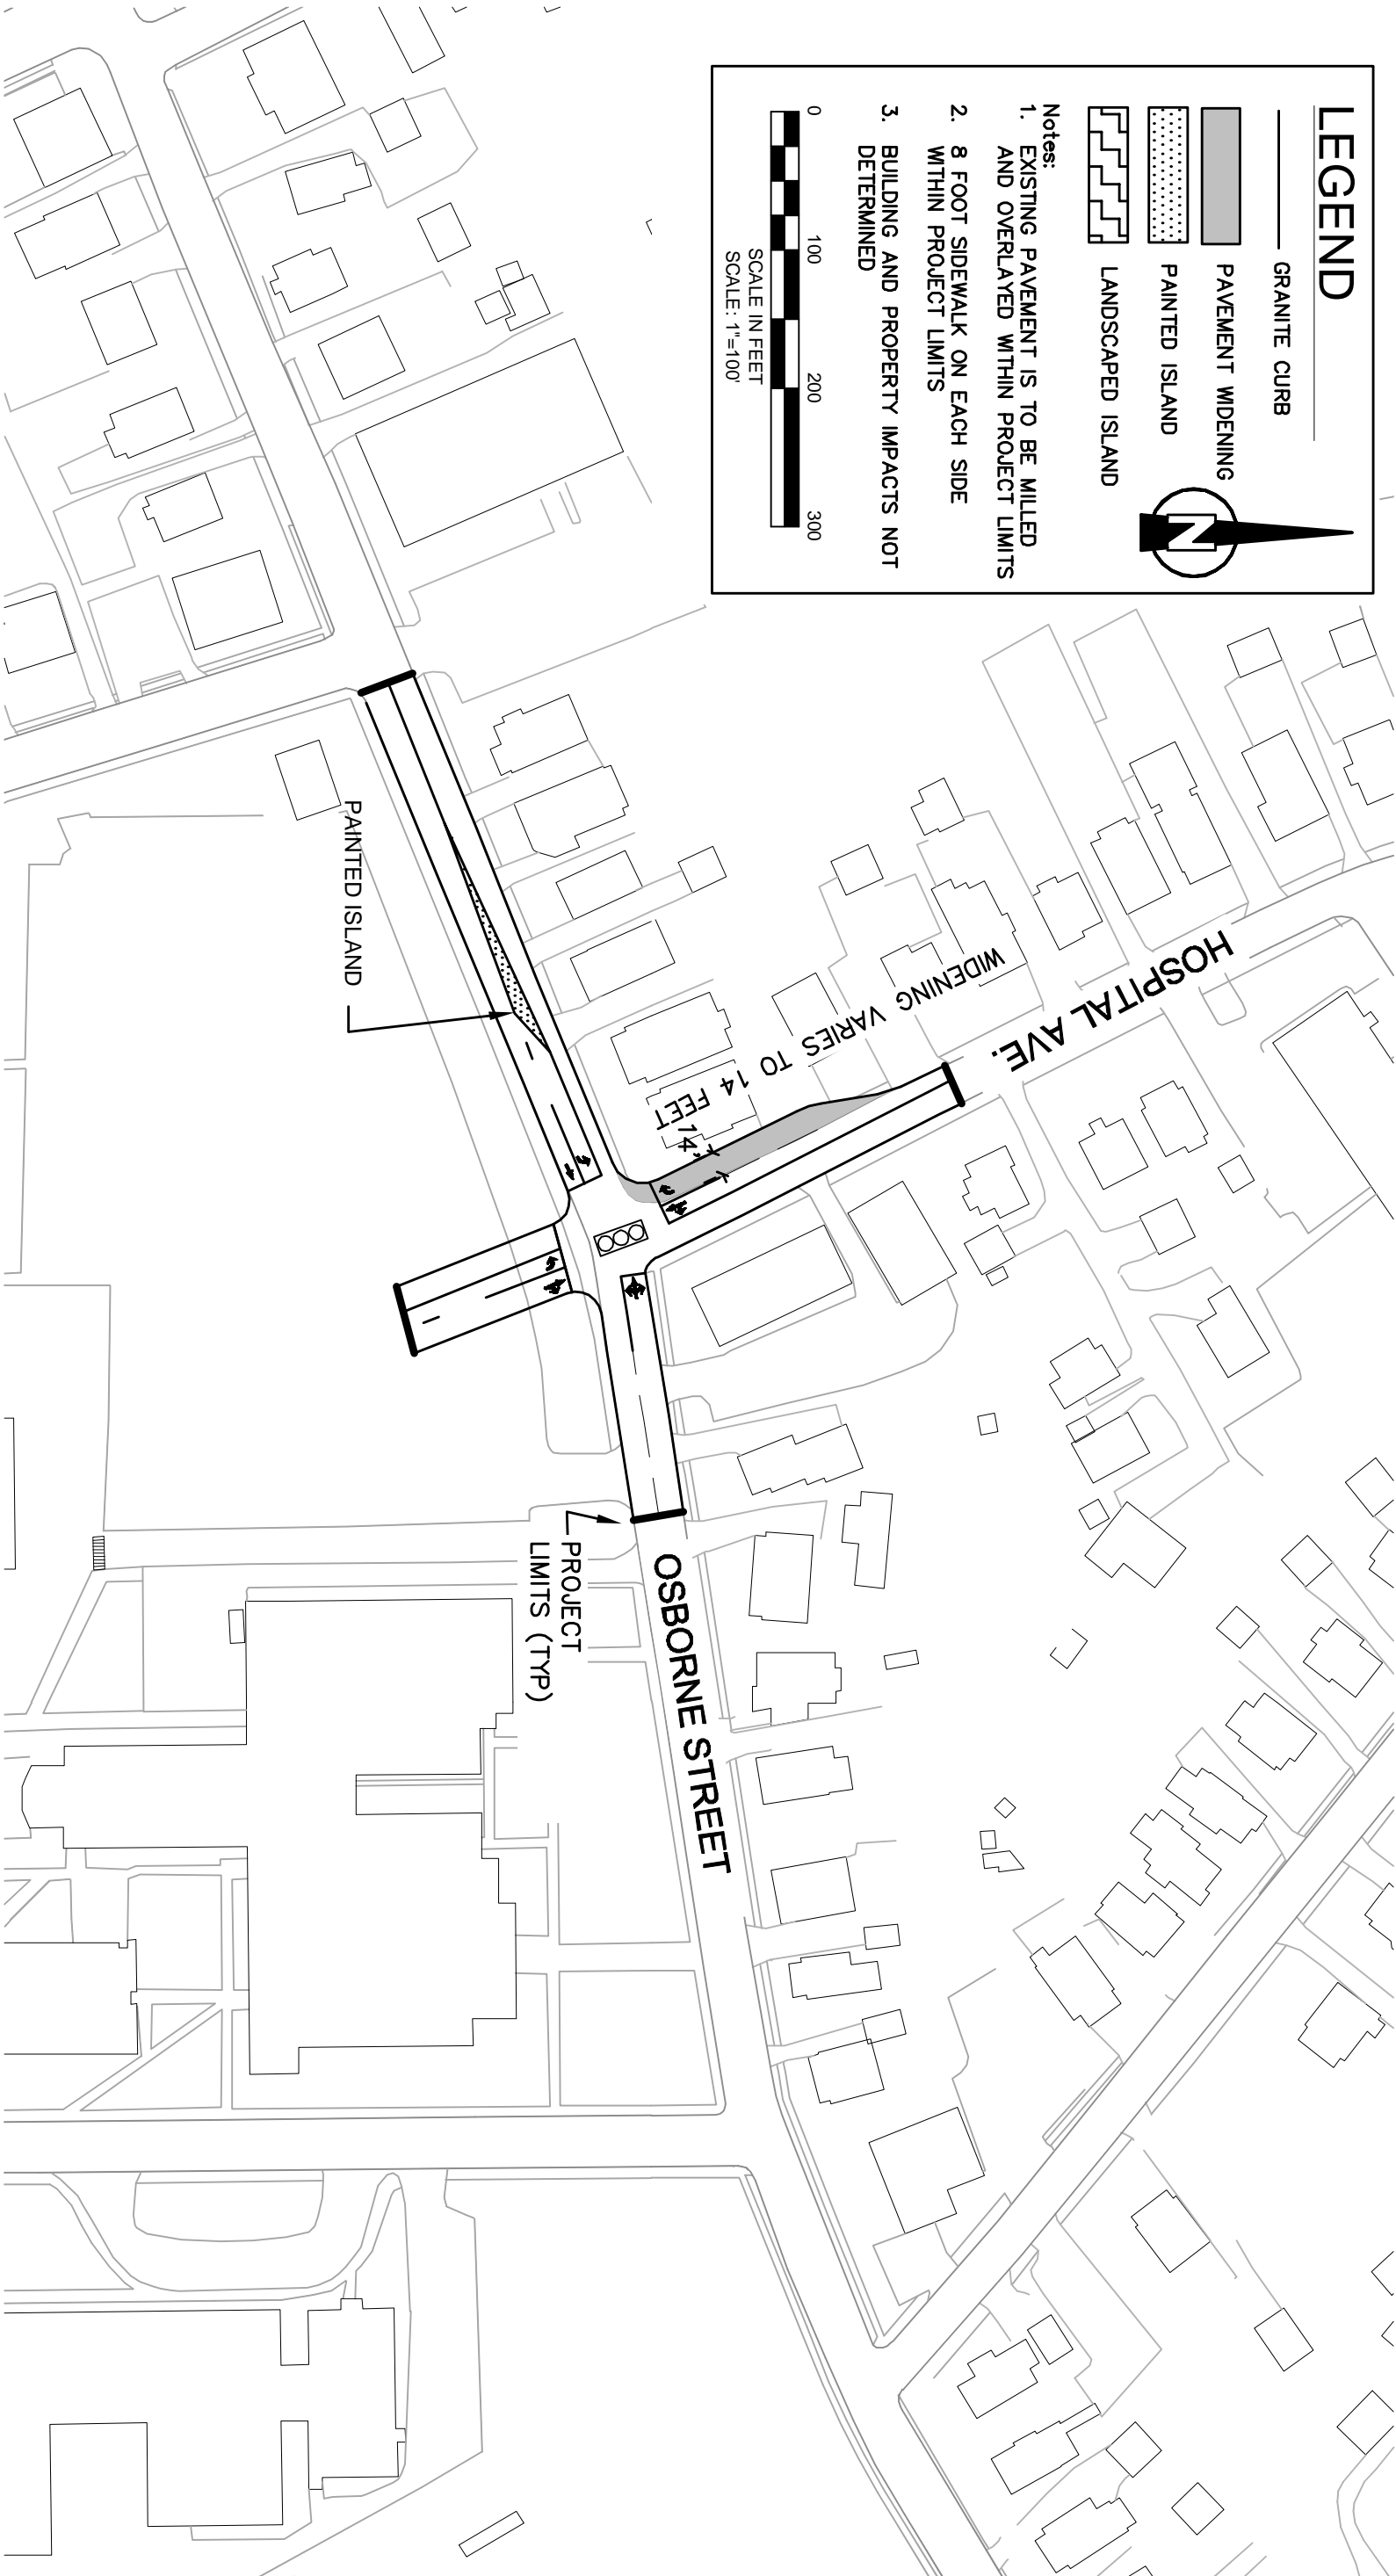 LEGEND
GRANITE CURB
PAVEMENT WIDENING
PAINTED ISLAND
LANDSCAPED ISLAND
N
Notes:
1. EXISTING PAVEMENT IS TO BE MILLED
AND OVERLAYED WITHIN PROJECT LIMITS
2. 8 FOOT SIDEWALK ON EACH SIDE
WITHIN PROJECT LIMITS
3. BUILDING AND PROPERTY IMPACTS NOT
DETERMINED
0 100 200 300
SCALE IN FEET
SCALE: 1"=100'
HOSPITAL AVE.
WIDENING VARIES TO 14 FEET
14'
PAINTED ISLAND
OSBORNE STREET
PROJECT
LIMITS (TYP)